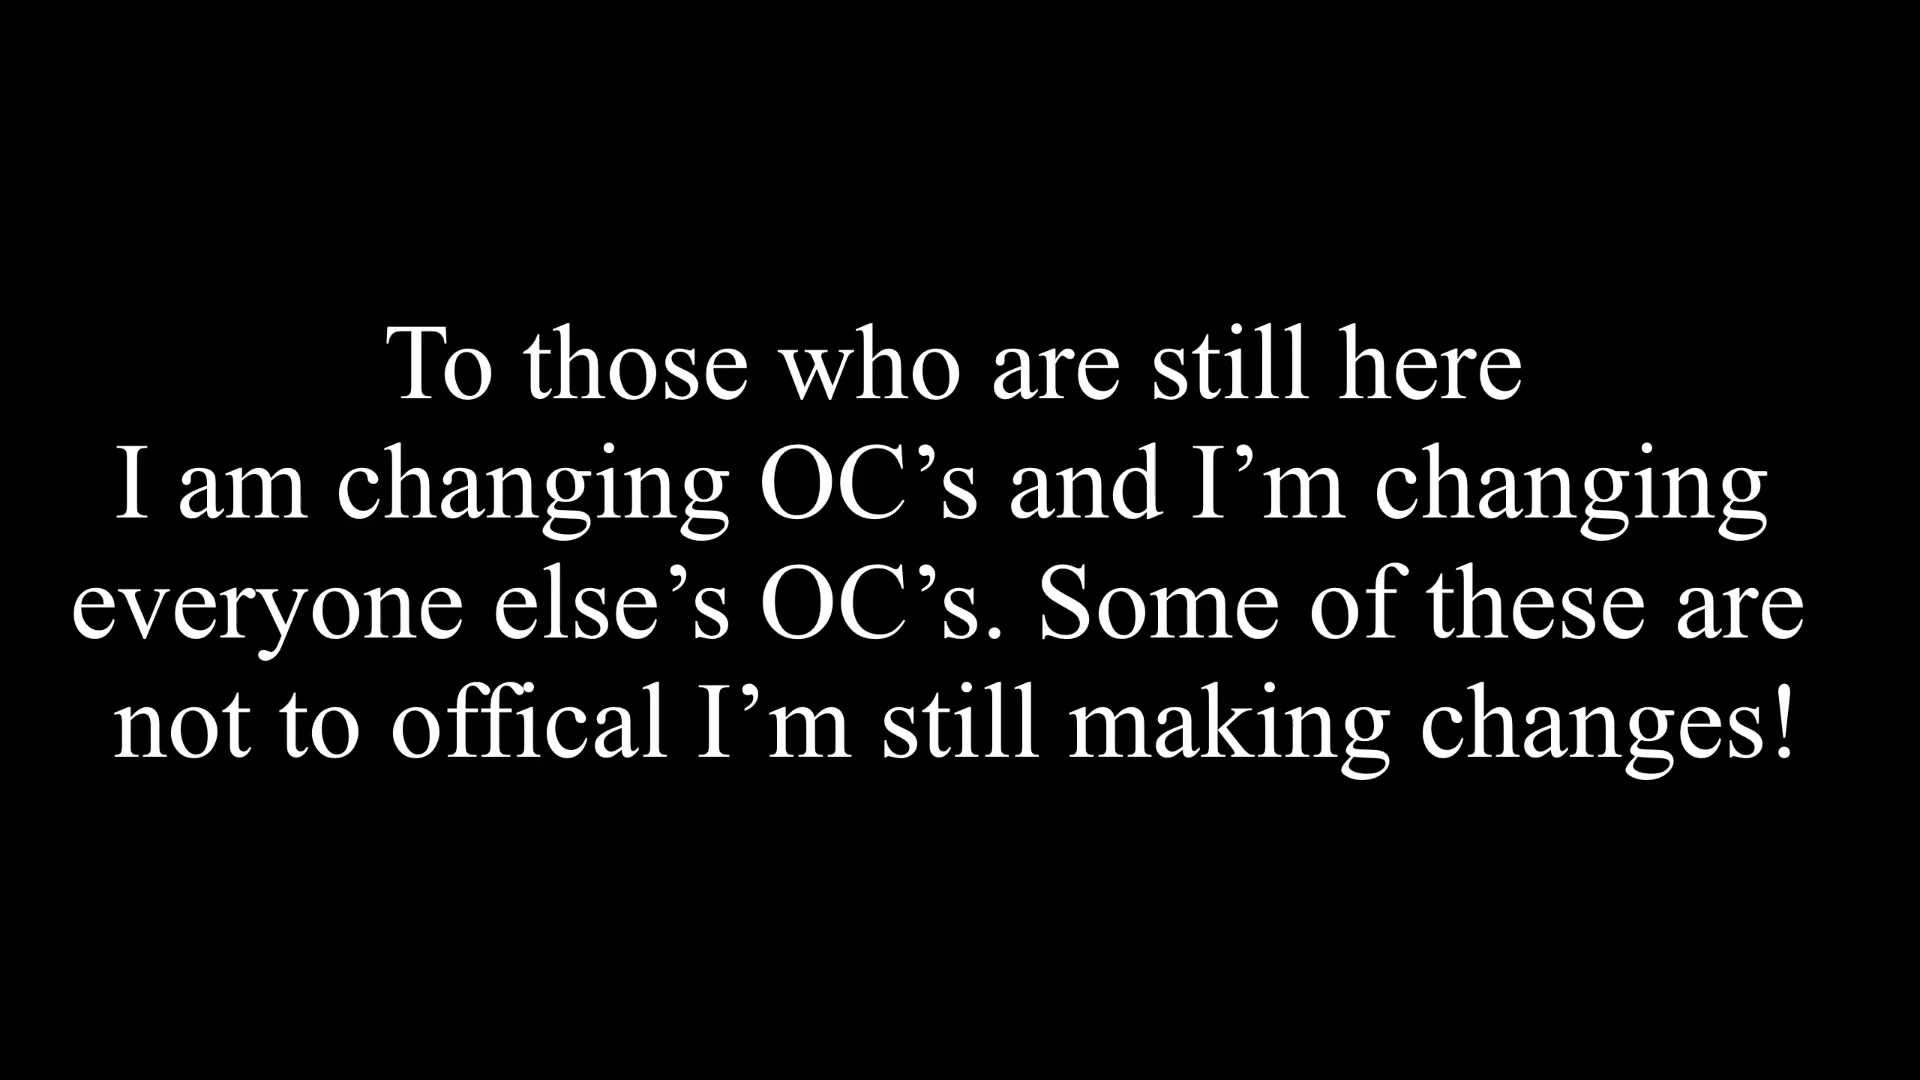 To those who are still here
I am changing OC’s and I’m changing
everyone else’s OC’s. Some of these are
not to offical I’m still making changes!